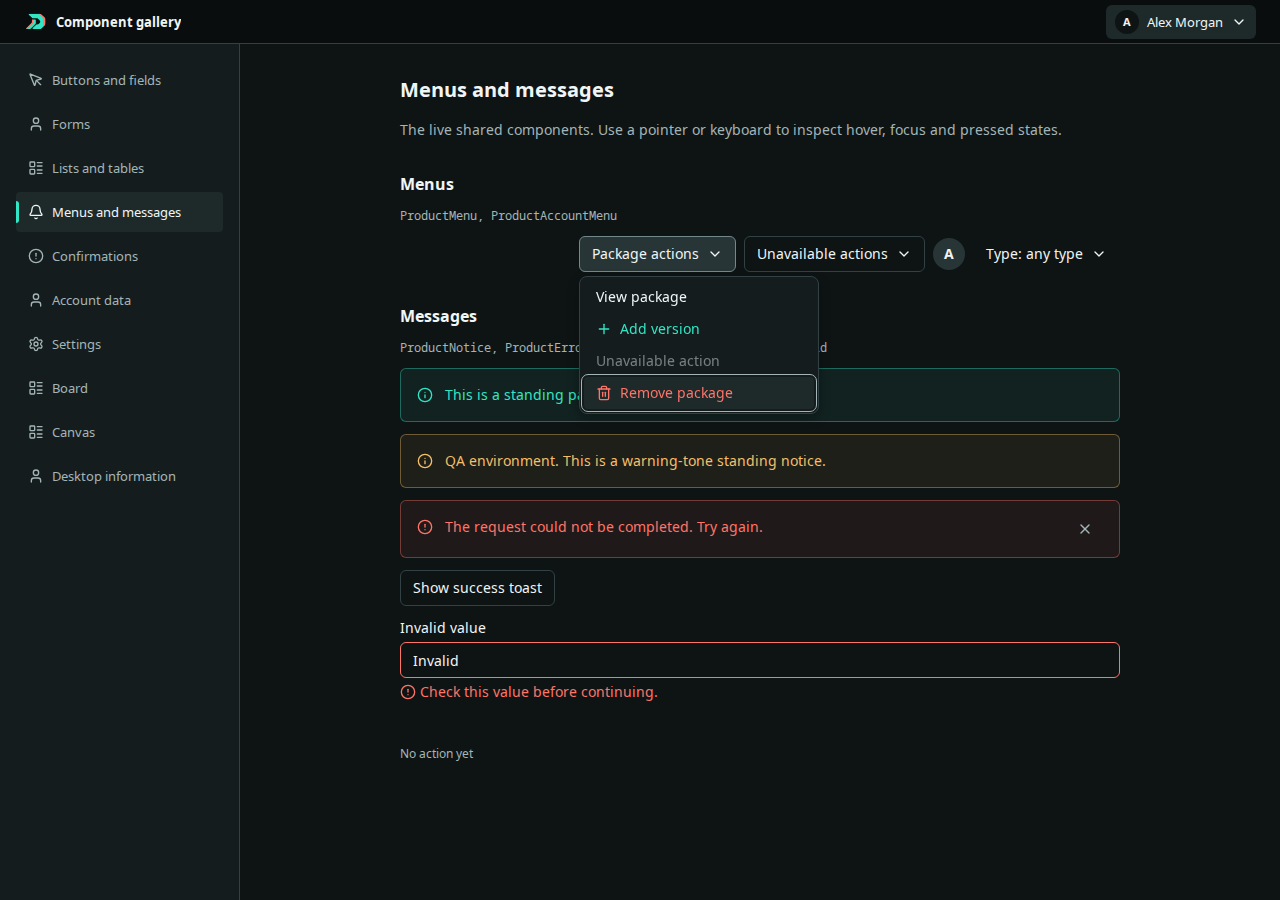 Component gallery
A
Alex Morgan
Buttons and fields
Forms
Lists and tables
Menus and messages
Confirmations
Account data
Settings
Board
Canvas
Desktop information
Menus and messages
The live shared components. Use a pointer or keyboard to inspect hover, focus and pressed states.
Menus
ProductMenu, ProductAccountMenu
Package actions
Unavailable actions
A
Type: any type
View package
Add version
Unavailable action
Remove package
Messages
ProductNotice,
This is a standing
QA environment. This is a warning-tone standing notice.
The request could not be completed. Try again.
Show success toast
Invalid value
Invalid
Check this value before continuing.
No action yet